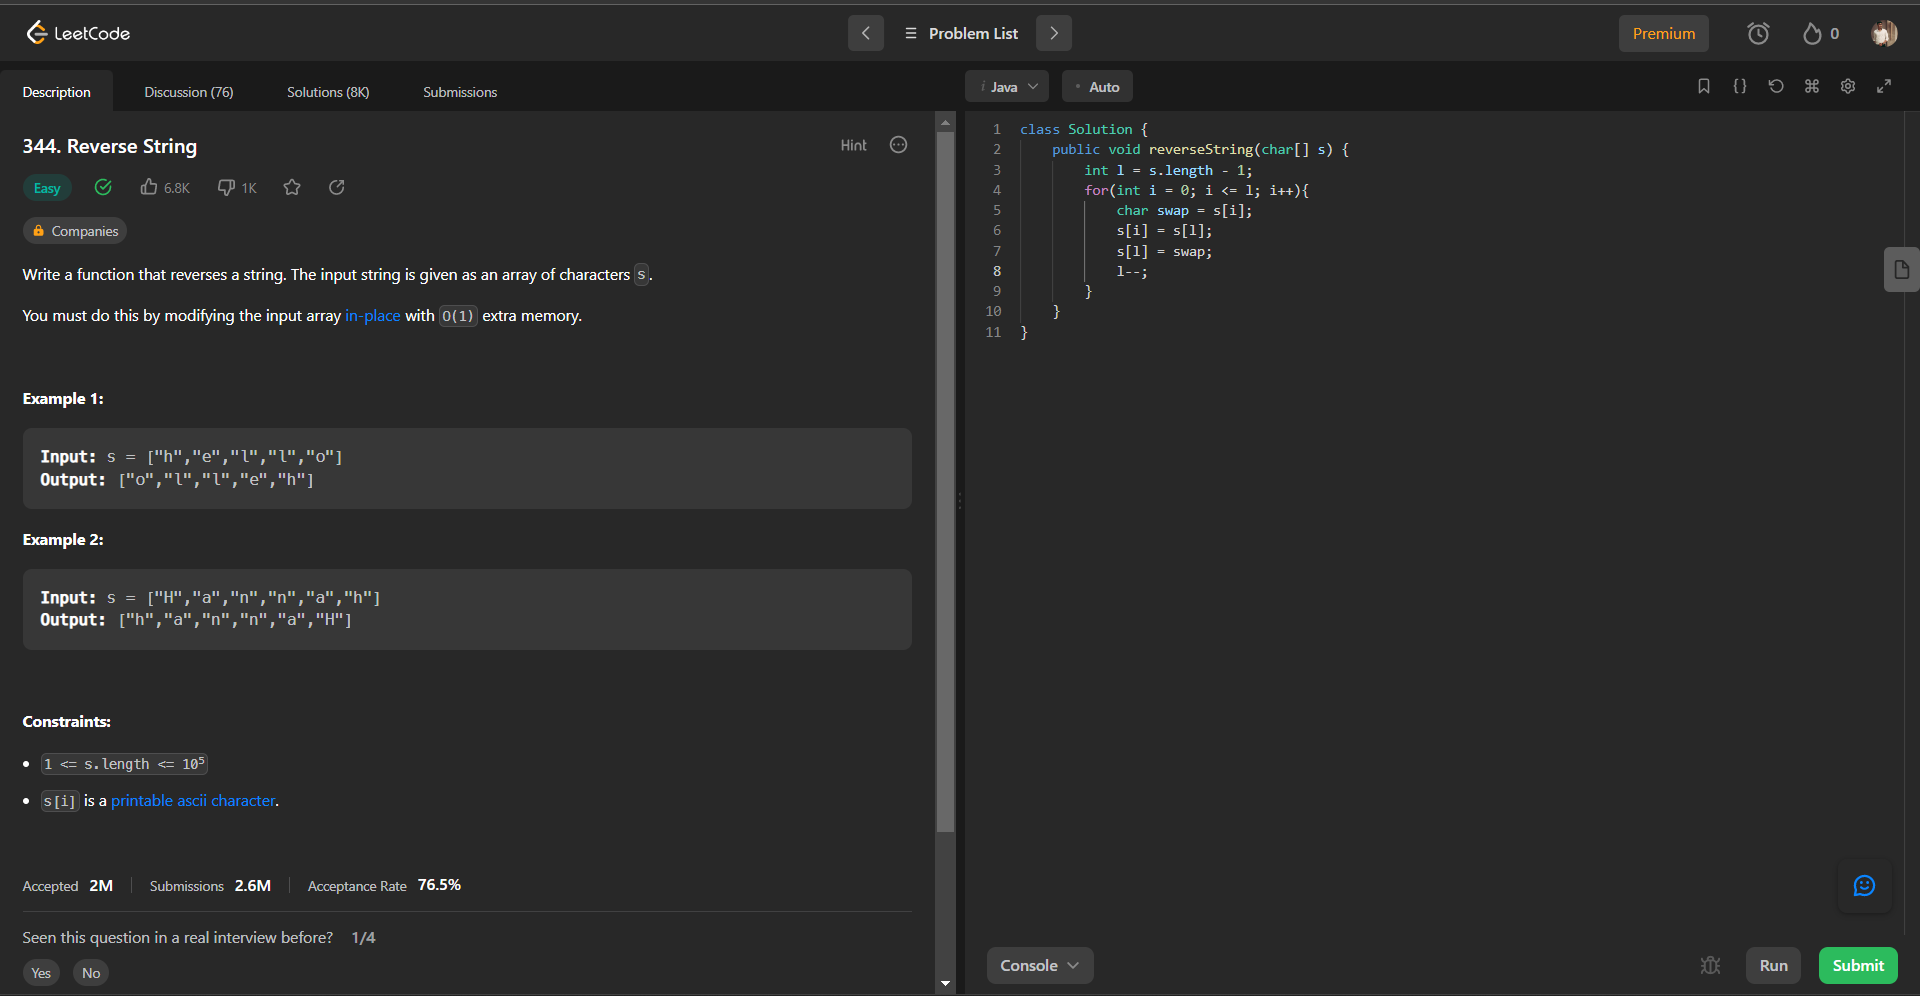 LeetCode
Problem List
Premium
0
Description
Discussion (76)
Solutions (8K)
Submissions
i Java
Auto
344. Reverse String
Hint
Easy
6.8K
1K
Companies
Write a function that reverses a string. The input string is given as an array of characters s.
You must do this by modifying the input array in-place with O(1) extra memory.
Example 1:
Input: s = ["h","e","l","l","o"]
Output: ["o","l","l","e","h"]
Example 2:
Input: s = ["H","a","n","n","a","h"]
Output: ["h","a","n","n","a","H"]
Constraints:
• 1 <= s.length <= 10⁵
• s[i] is a printable ascii character.
Accepted 2M
Submissions 2.6M
Acceptance Rate 76.5%
Seen this question in a real interview before? 1/4
Yes
No
1 class Solution {
2 public void reverseString(char[] s) {
3 int l = s.length - 1;
4 for(int i = 0; i <= l; i++){
5 char swap = s[i];
6 s[i] = s[l];
7 s[l] = swap;
8 l--;
9 }
10 }
11 }
Console
Run
Submit